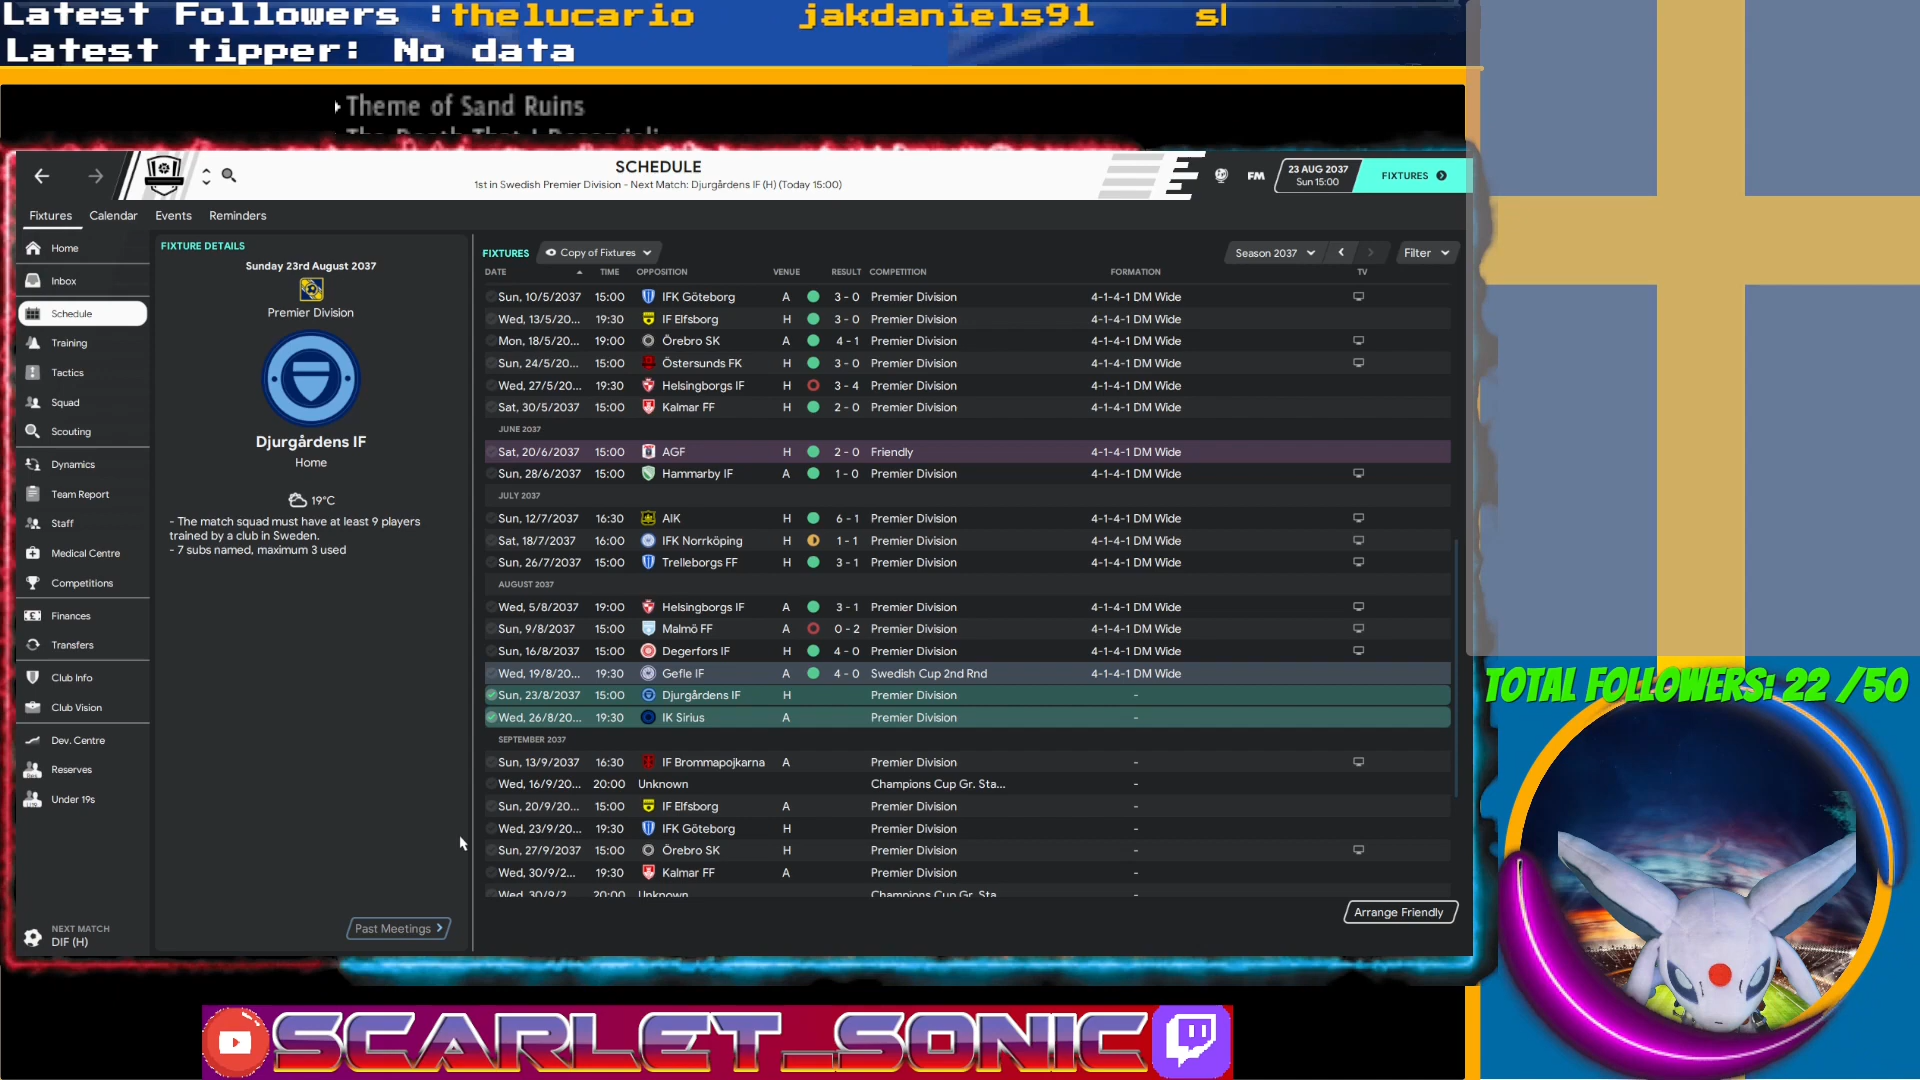 Latest Followers :thelucario jakdaniels91 sl
Latest tipper: No data
Theme of Sand Ruins
SCHEDULE
1st in Swedish Premier Division - Next Match: Djurgårdens IF (H) (Today 15:00)
FM
23 AUG 2037
Sun 15:00
FIXTURES
Fixtures Calendar Events Reminders
Home
Inbox
Schedule
Training
Tactics
Squad
Scouting
Dynamics
Team Report
Staff
Medical Centre
Competitions
Finances
Transfers
Club Info
Club Vision
Dev. Centre
Reserves
Under 19s
NEXT MATCH
DIF (H)
FIXTURE DETAILS
Sunday 23rd August 2037
Premier Division
Djurgårdens IF
Home
19°C
- The match squad must have at least 9 players
trained by a club in Sweden.
- 7 subs named, maximum 3 used
Past Meetings
FIXTURES Copy of Fixtures Season 2037 Filter
DATE TIME OPPOSITION VENUE RESULT COMPETITION FORMATION TV
Sun, 10/5/2037 15:00 IFK Göteborg A 3 - 0 Premier Division 4-1-4-1 DM Wide
Wed, 13/5/20... 19:30 IF Elfsborg H 3 - 0 Premier Division 4-1-4-1 DM Wide
Mon, 18/5/20... 19:00 Örebro SK A 4 - 1 Premier Division 4-1-4-1 DM Wide
Sun, 24/5/20... 15:00 Östersunds FK H 3 - 0 Premier Division 4-1-4-1 DM Wide
Wed, 27/5/20... 19:30 Helsingborgs IF H 3 - 4 Premier Division 4-1-4-1 DM Wide
Sat, 30/5/2037 15:00 Kalmar FF H 2 - 0 Premier Division 4-1-4-1 DM Wide
JUNE 2037
Sat, 20/6/2037 15:00 AGF H 2 - 0 Friendly 4-1-4-1 DM Wide
Sun, 28/6/2037 15:00 Hammarby IF A 1 - 0 Premier Division 4-1-4-1 DM Wide
JULY 2037
Sun, 12/7/2037 16:30 AIK H 6 - 1 Premier Division 4-1-4-1 DM Wide
Sat, 18/7/2037 16:00 IFK Norrköping H 1 - 1 Premier Division 4-1-4-1 DM Wide
Sun, 26/7/2037 15:00 Trelleborgs FF H 3 - 1 Premier Division 4-1-4-1 DM Wide
AUGUST 2037
Wed, 5/8/2037 19:00 Helsingborgs IF A 3 - 1 Premier Division 4-1-4-1 DM Wide
Sun, 9/8/2037 15:00 Malmö FF A 0 - 2 Premier Division 4-1-4-1 DM Wide
Sun, 16/8/2037 15:00 Degerfors IF H 4 - 0 Premier Division 4-1-4-1 DM Wide
Wed, 19/8/20... 19:30 Gefle IF A 4 - 0 Swedish Cup 2nd Rnd 4-1-4-1 DM Wide
Sun, 23/8/2037 15:00 Djurgårdens IF H Premier Division -
Wed, 26/8/20... 19:30 IK Sirius A Premier Division -
SEPTEMBER 2037
Sun, 13/9/2037 16:30 IF Brommapojkarna A Premier Division -
Wed, 16/9/20... 20:00 Unknown Champions Cup Gr. Sta... -
Sun, 20/9/20... 15:00 IF Elfsborg A Premier Division -
Wed, 23/9/20... 19:30 IFK Göteborg H Premier Division -
Sun, 27/9/2037 15:00 Örebro SK H Premier Division -
Wed, 30/9/2... 19:30 Kalmar FF A Premier Division -
Wed, 30/9/2... 20:00 Unknown Champions Cup Gr. Sta... -
Arrange Friendly
TOTAL FOLLOWERS: 22 /50
SCARLET_SONIC